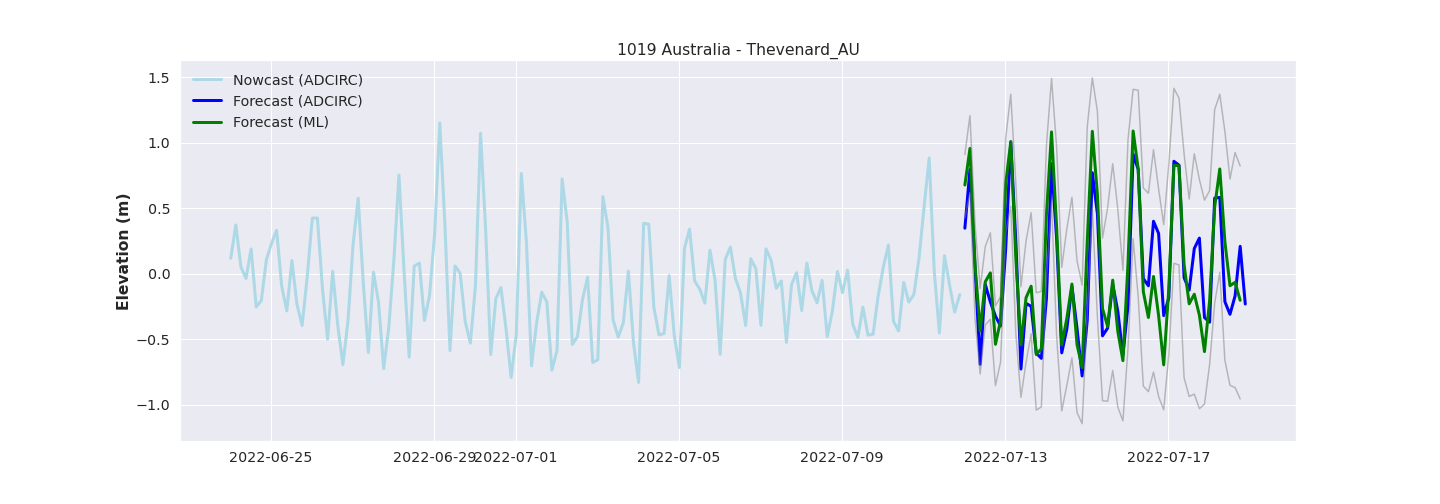 1019 Australia - Thevenard_AU
Nowcast (ADCIRC)
Forecast (ADCIRC)
Forecast (ML)
Elevation (m)
1.5
1.0
0.5
0.0
−0.5
−1.0
2022-06-25 2022-06-29 2022-07-01 2022-07-05 2022-07-09 2022-07-13 2022-07-17